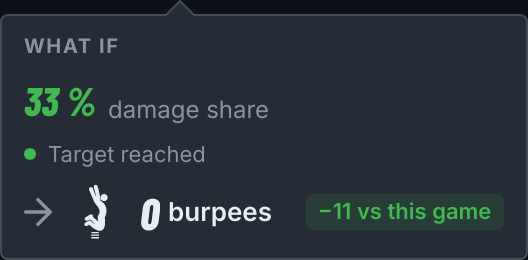 WHAT IF
33 % damage share
Target reached
0 burpees −11 vs this game